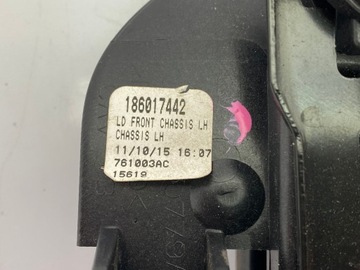 186017442
LD FRONT CHASSIS LH
CHASSIS LH
11/10/15 16:07
761003AC
15619